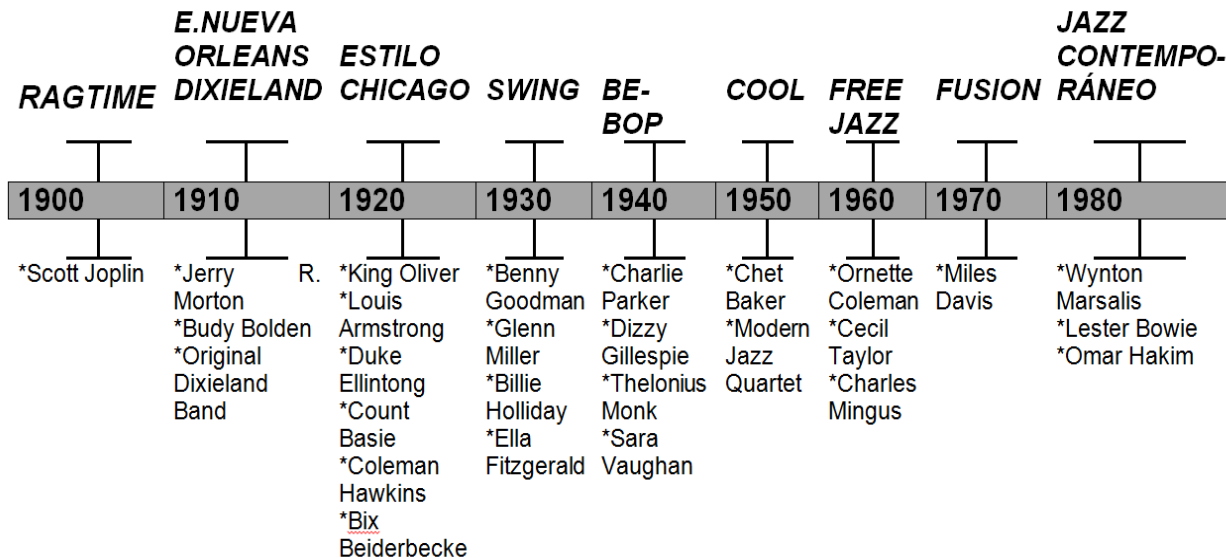 RAGTIME
E.NUEVA
ORLEANS
DIXIELAND
ESTILO
CHICAGO
SWING
BE-
BOP
COOL
FREE
JAZZ
FUSION
JAZZ
CONTEMPO-
RÁNEO
1900
1910
1920
1930
1940
1950
1960
1970
1980
*Scott Joplin
*Jerry R.
Morton
*Budy Bolden
*Original
Dixieland
Band
*King Oliver
*Louis
Armstrong
*Duke
Ellintong
*Count
Basie
*Coleman
Hawkins
*Bix
Beiderbecke
*Benny
Goodman
*Glenn
Miller
*Billie
Holliday
*Ella
Fitzgerald
*Charlie
Parker
*Dizzy
Gillespie
*Thelonius
Monk
*Sara
Vaughan
*Chet
Baker
*Modern
Jazz
Quartet
*Ornette
Coleman
*Cecil
Taylor
*Charles
Mingus
*Miles
Davis
*Wynton
Marsalis
*Lester Bowie
*Omar Hakim